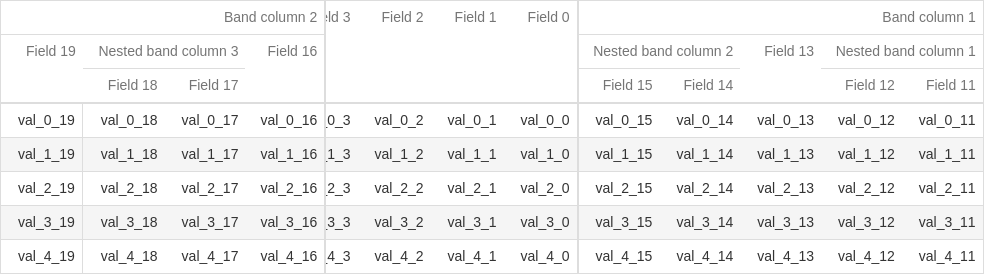 Band column 2 ld 3 Field 2 Field 1 Field 0 Band column 1
Field 19 Nested band column 3 Field 16 Nested band column 2 Field 13 Nested band column 1
Field 18 Field 17 Field 15 Field 14 Field 12 Field 11
val_0_19 val_0_18 val_0_17 val_0_16 0_3 val_0_2 val_0_1 val_0_0 val_0_15 val_0_14 val_0_13 val_0_12 val_0_11
val_1_19 val_1_18 val_1_17 val_1_16 1_3 val_1_2 val_1_1 val_1_0 val_1_15 val_1_14 val_1_13 val_1_12 val_1_11
val_2_19 val_2_18 val_2_17 val_2_16 2_3 val_2_2 val_2_1 val_2_0 val_2_15 val_2_14 val_2_13 val_2_12 val_2_11
val_3_19 val_3_18 val_3_17 val_3_16 3_3 val_3_2 val_3_1 val_3_0 val_3_15 val_3_14 val_3_13 val_3_12 val_3_11
val_4_19 val_4_18 val_4_17 val_4_16 4_3 val_4_2 val_4_1 val_4_0 val_4_15 val_4_14 val_4_13 val_4_12 val_4_11